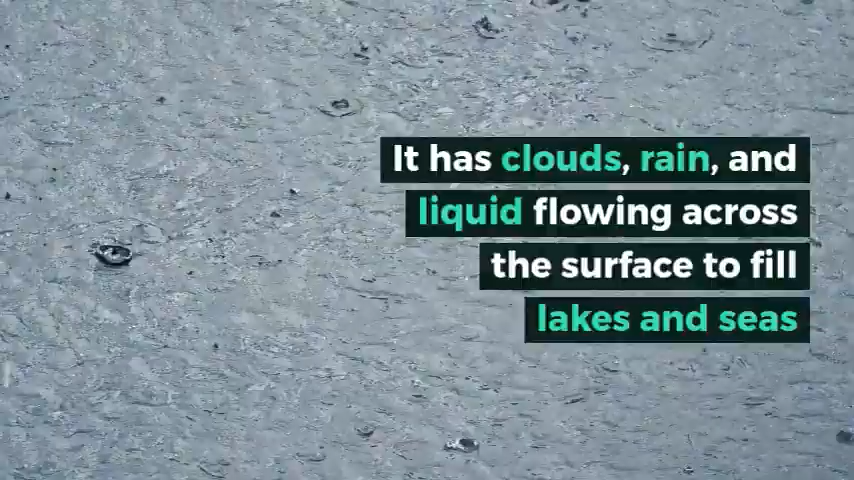 It has clouds, rain, and
liquid flowing across
the surface to fill
lakes and seas